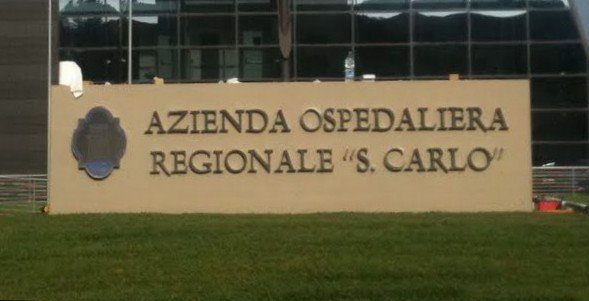 AZIENDA OSPEDALIERA
REGIONALE "S. CARLO"